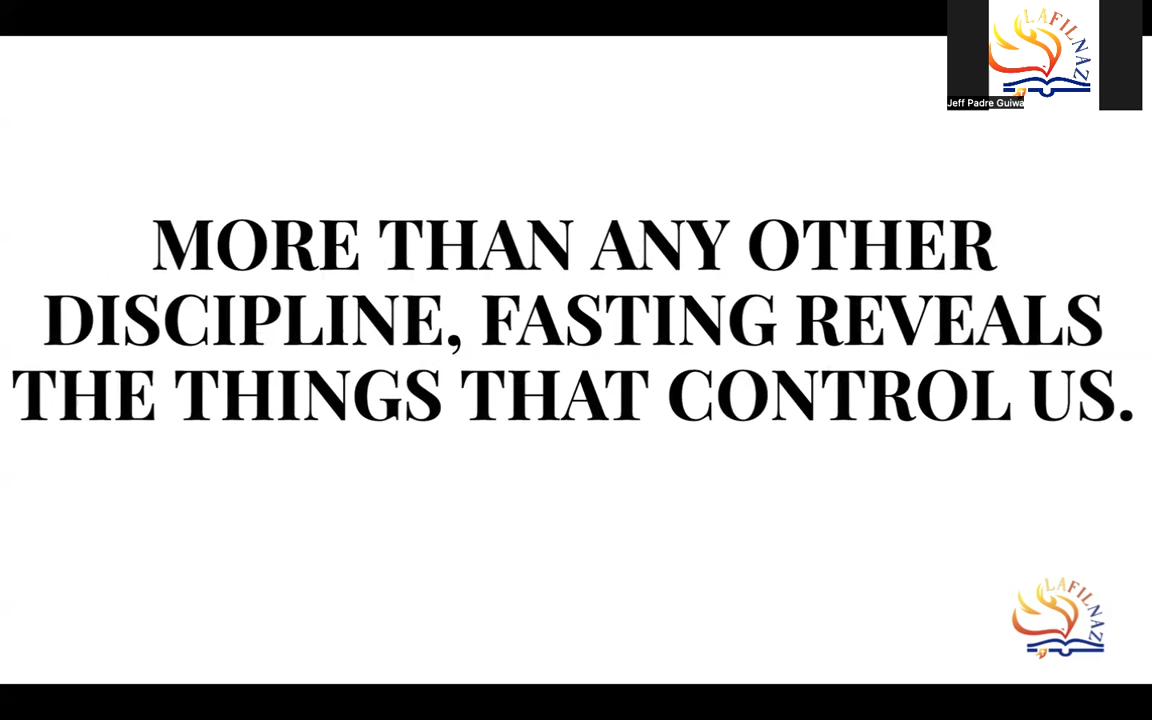 LAFILNAZ
Jeff Padre Guiwa
MORE THAN ANY OTHER
DISCIPLINE, FASTING REVEALS
THE THINGS THAT CONTROL US.
LAFILNAZ